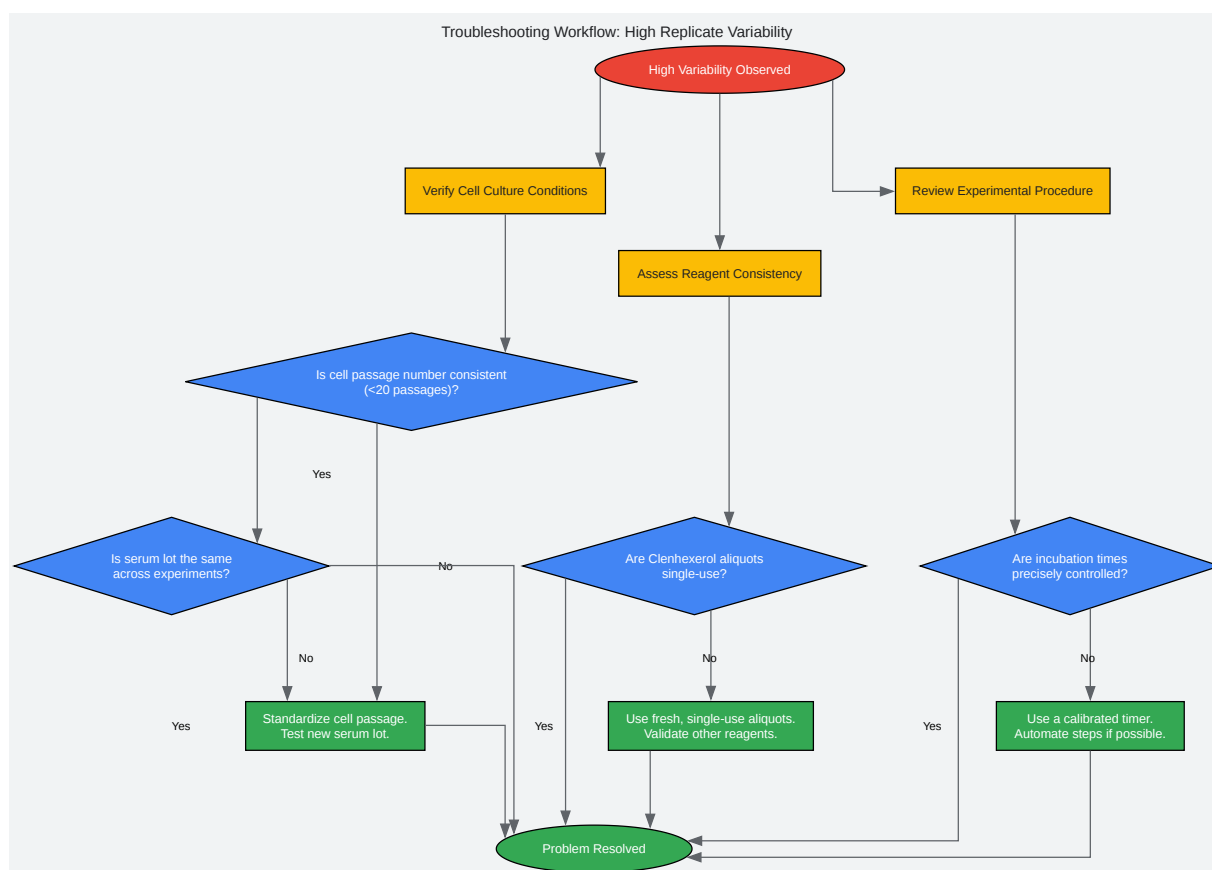 Troubleshooting Workflow: High Replicate Variability
High Variability Observed
Verify Cell Culture Conditions
Review Experimental Procedure
Assess Reagent Consistency
Is cell passage number consistent
(<20 passages)?
Yes
Is serum lot the same
across experiments?
No
Are Clenhexerol aliquots
single-use?
Are incubation times
precisely controlled?
No
No
No
Yes
Standardize cell passage.
Test new serum lot.
Yes
Use fresh, single-use aliquots.
Validate other reagents.
Yes
Use a calibrated timer.
Automate steps if possible.
Problem Resolved